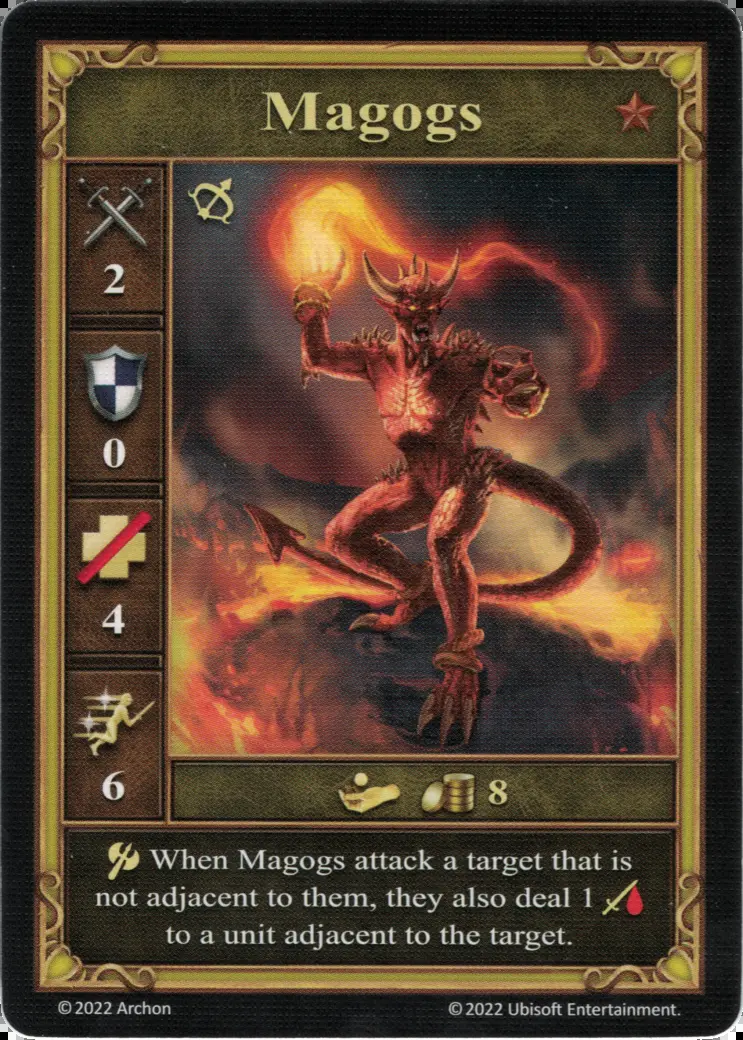 Magogs
2
0
4
6
8
When Magogs attack a target that is
not adjacent to them, they also deal 1
to a unit adjacent to the target.
© 2022 Archon
© 2022 Ubisoft Entertainment.